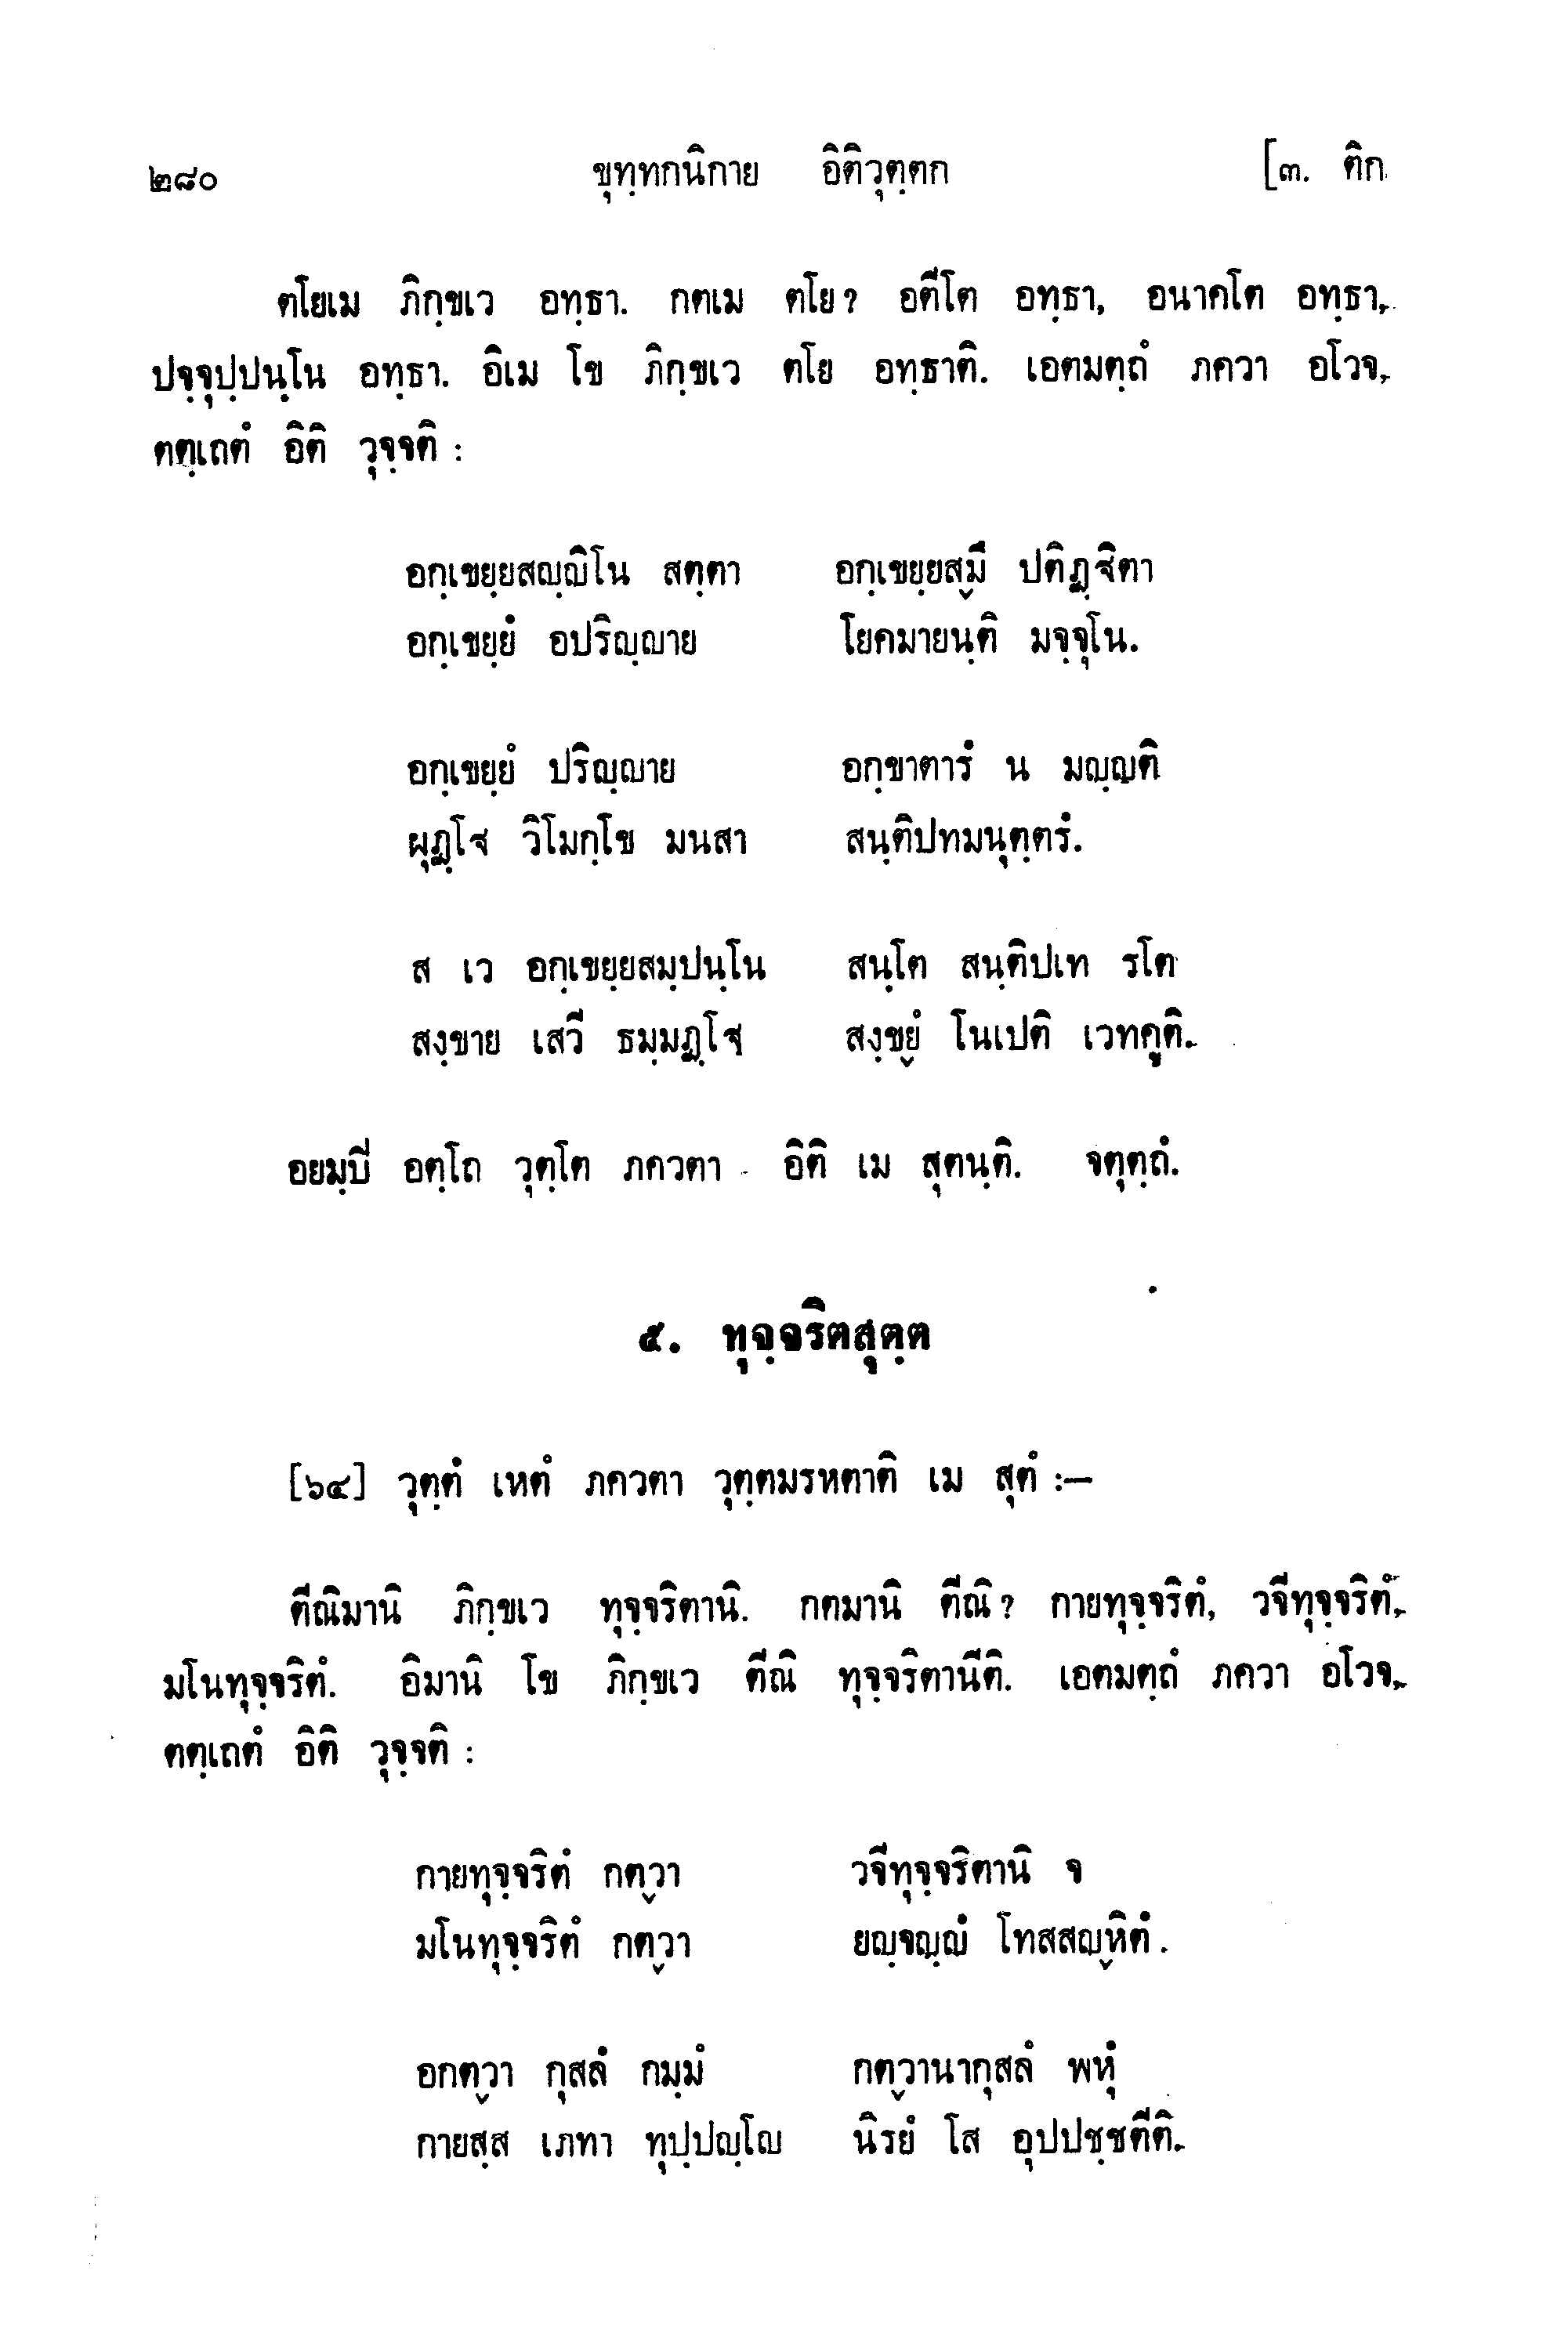 ๒๘๐ ขุทฺทกนิกาย อิติวุตฺตก [๓. ติก
ตโยเม ภิกฺขเว อทฺธา. กตเม ตโย? อตีโต อทฺธา, อนาคโต อทฺธา,
ปจฺจุปฺปนฺโน อทฺธา. อิเม โข ภิกฺขเว ตโย อทฺธาติ. เอตมตฺถํ ภควา อโวจ,
ตตฺเถตํ อิติ วุจฺจติ :
อกฺเขยฺยสญฺญิโน สตฺตา อกฺเขยฺยสฺมึ ปติฏฺฐิตา
อกฺเขยฺยํ อปริญฺญาย โยคมายนฺติ มจฺจุโน.
อกฺเขยฺยํ ปริญฺญาย อกฺขาตารํ น มญฺญติ
ผุฏฺโฐ วิโมกฺโข มนสา สนฺติปทมนุตฺตรํ.
ส เว อกฺเขยฺยสมฺปนฺโน สนฺโต สนฺติปเท รโต
สงฺขาย เสวี ธมฺมฏฺโฐ สงฺขฺยํ โนเปติ เวทคูติ.
อยมฺปิ อตฺโถ วุตฺโต ภควตา อิติ เม สุตนฺติ. จตุตฺถํ.
๕. ทุจฺจริตสุตฺต
[๖๔] วุตฺตํ เหตํ ภควตา วุตฺตมรหตาติ เม สุตํ :—
ตีณิมานิ ภิกฺขเว ทุจฺจริตานิ. กตมานิ ตีณิ? กายทุจฺจริตํ, วจีทุจฺจริตํ,
มโนทุจฺจริตํ. อิมานิ โข ภิกฺขเว ตีณิ ทุจฺจริตานีติ. เอตมตฺถํ ภควา อโวจ,
ตตฺเถตํ อิติ วุจฺจติ :
กายทุจฺจริตํ กตฺวา วจีทุจฺจริตานิ จ
มโนทุจฺจริตํ กตฺวา ยญฺจญฺญํ โทสสญฺหิตํ.
อกตฺวา กุสลํ กมฺมํ กตฺวานากุสลํ พหุํ
กายสฺส เภทา ทุปฺปญฺโญ นิรยํ โส อุปปชฺชตีติ.